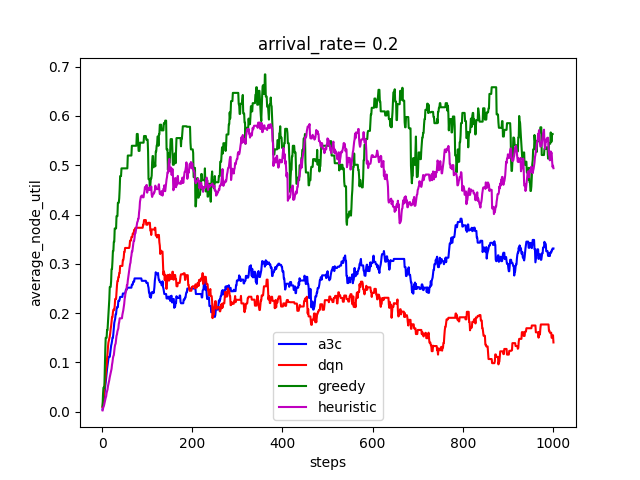 arrival_rate= 0.2
average_node_util
0.7
0.6
0.5
0.4
0.3
0.2
0.1
0.0
a3c
dqn
greedy
heuristic
0 200 400 600 800 1000
steps